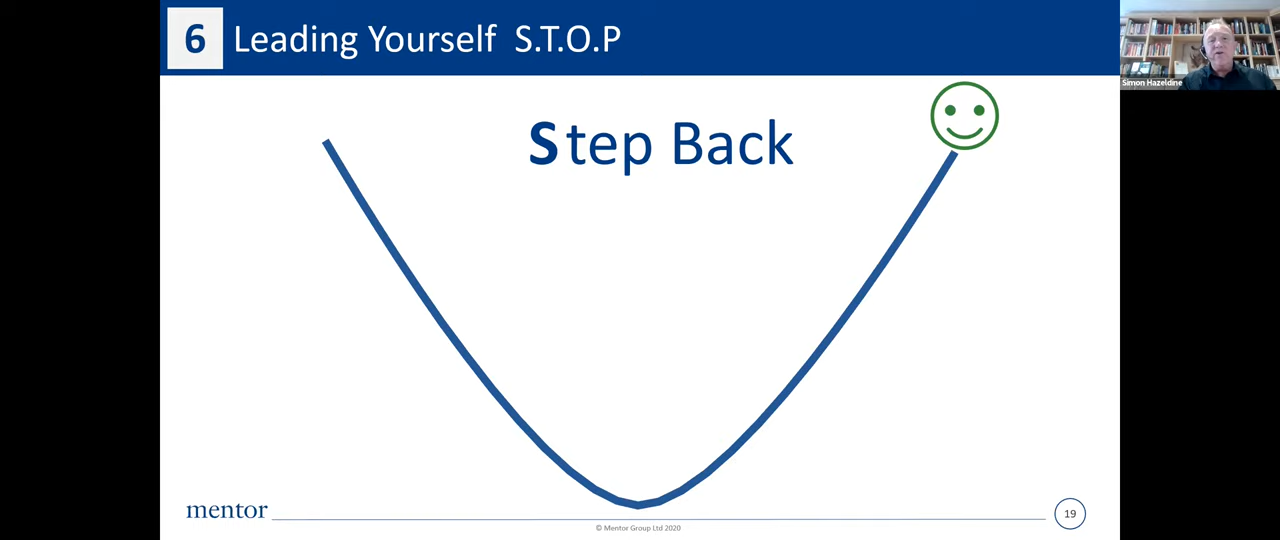 6 Leading Yourself S.T.O.P
Simon Hazeldine
Step Back
mentor
19
© Mentor Group Ltd 2020